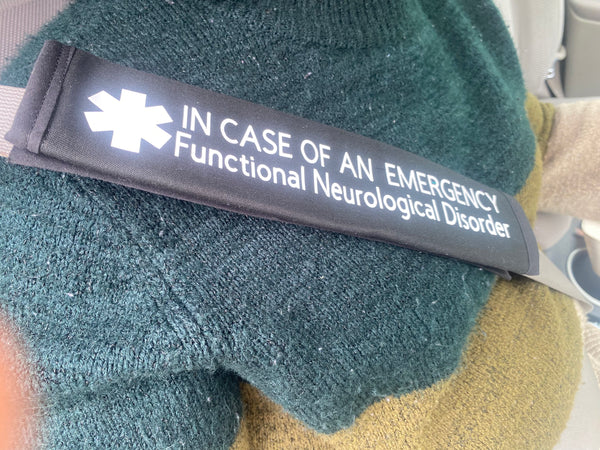 IN CASE OF AN EMERGENCY
Functional Neurological Disorder